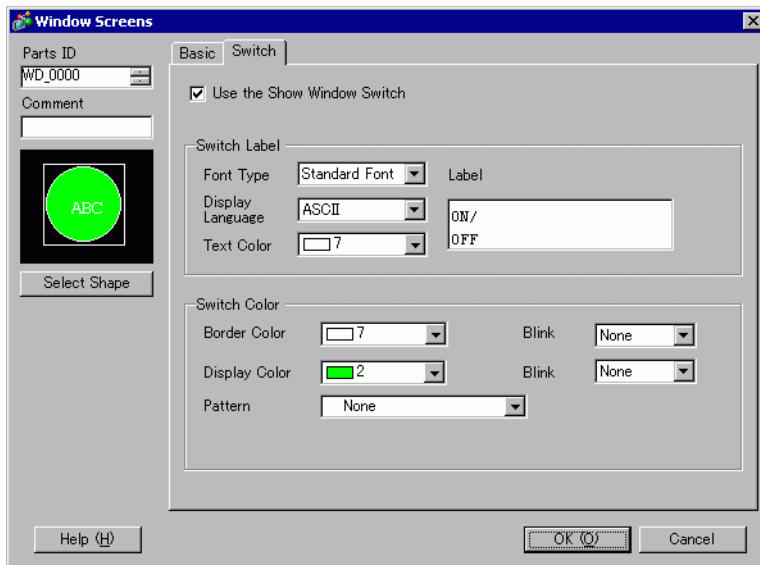 Window Screens
Parts ID
WD_0000
Comment
ABC
Select Shape
Basic
Switch
Use the Show Window Switch
Switch Label
Font Type
Standard Font
Label
Display
Language
ASCII
ON/
OFF
Text Color
7
Switch Color
Border Color
7
Blink
None
Display Color
2
Blink
None
Pattern
None
Help (H)
OK (O)
Cancel